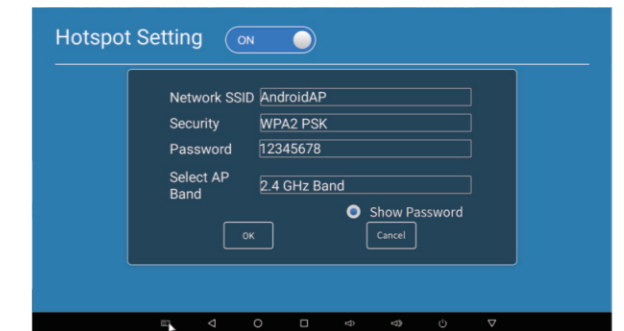 Hotspot Setting ON
Network SSID AndroidAP
Security WPA2 PSK
Password 12345678
Select AP Band 2.4 GHz Band
Show Password
OK Cancel